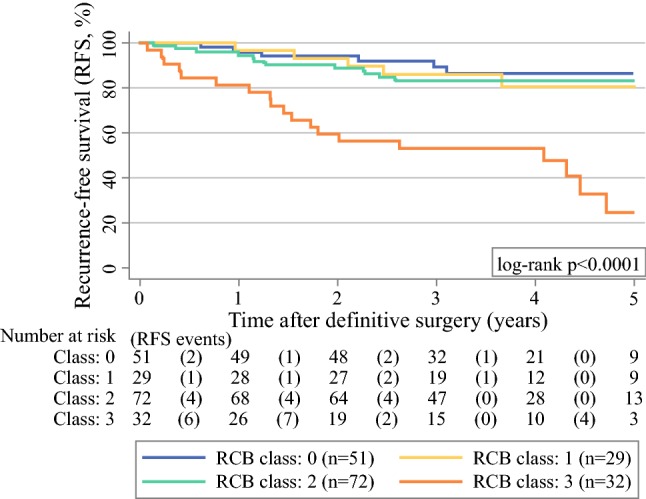 Recurrence-free survival (RFS, %)
100
80
60
40
20
0
log-rank p<0.0001
0 1 2 3 4 5
Time after definitive surgery (years)
Number at risk (RFS events)
Class: 0 51 (2) 49 (1) 48 (2) 32 (1) 21 (0) 9
Class: 1 29 (1) 28 (1) 27 (2) 19 (1) 12 (0) 9
Class: 2 72 (4) 68 (4) 64 (4) 47 (0) 28 (0) 13
Class: 3 32 (6) 26 (7) 19 (2) 15 (0) 10 (4) 3
RCB class: 0 (n=51) RCB class: 1 (n=29)
RCB class: 2 (n=72) RCB class: 3 (n=32)